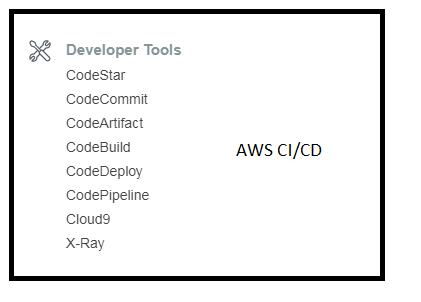 Developer Tools
CodeStar
CodeCommit
CodeArtifact
CodeBuild
AWS CI/CD
CodeDeploy
CodePipeline
Cloud9
X-Ray